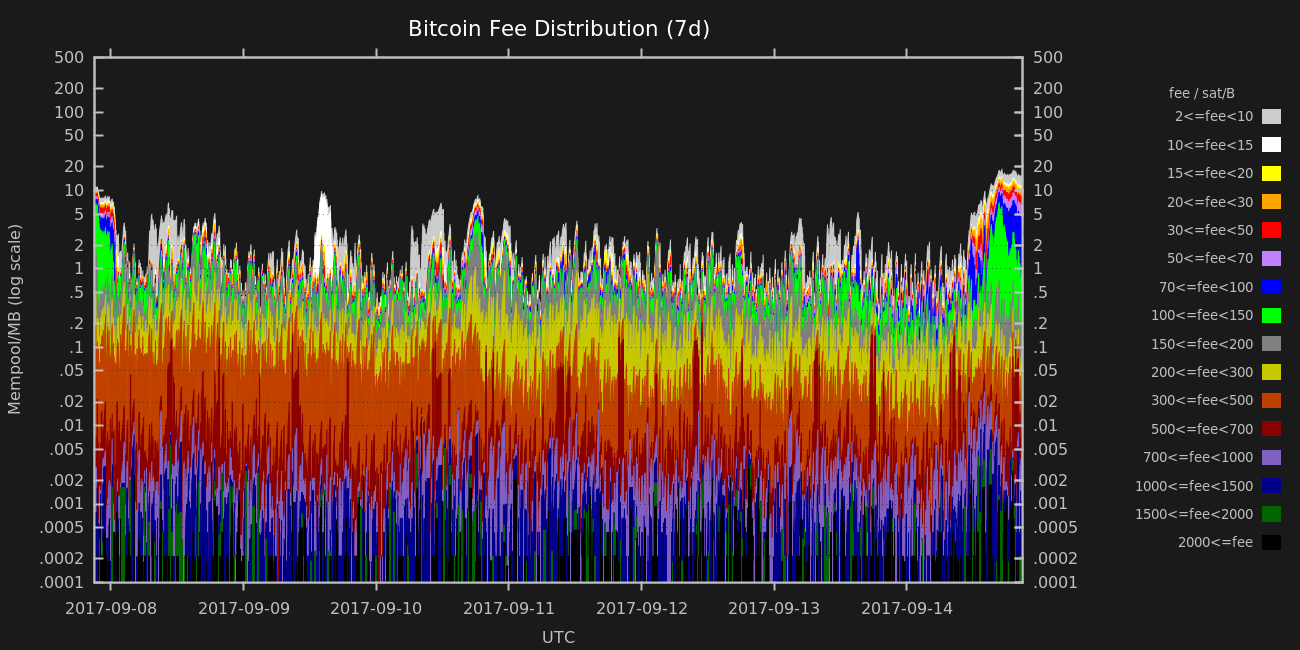 Bitcoin Fee Distribution (7d)
500
200
100
50
20
10
5
2
1
.5
.2
.1
.05
.02
.01
.005
.002
.001
.0005
.0002
.0001
Mempool/MB (log scale)
500
200
100
50
20
10
5
2
1
.5
.2
.1
.05
.02
.01
.005
.002
.001
.0005
.0002
.0001
2017-09-08 2017-09-09 2017-09-10 2017-09-11 2017-09-12 2017-09-13 2017-09-14
UTC
fee / sat/B
2<=fee<10
10<=fee<15
15<=fee<20
20<=fee<30
30<=fee<50
50<=fee<70
70<=fee<100
100<=fee<150
150<=fee<200
200<=fee<300
300<=fee<500
500<=fee<700
700<=fee<1000
1000<=fee<1500
1500<=fee<2000
2000<=fee